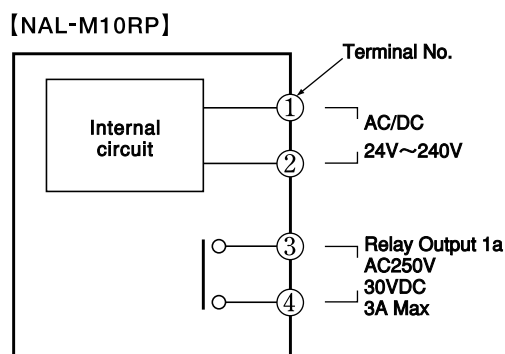 【NAL-M10RP】
Terminal No.
Internal
circuit
①
②
AC/DC
24V～240V
③
④
Relay Output 1a
AC250V
30VDC
3A Max